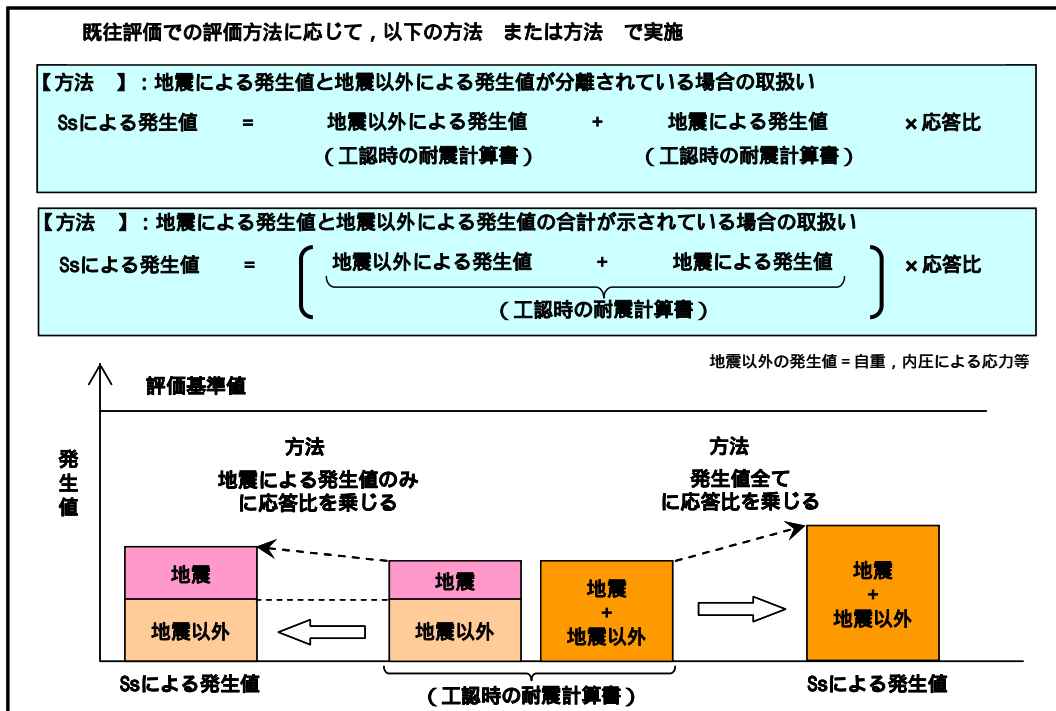 既往評価での評価方法に応じて，以下の方法　または方法　で実施
【方法　】：地震による発生値と地震以外による発生値が分離されている場合の取扱い
Ssによる発生値　＝　地震以外による発生値　＋　地震による発生値　×応答比
（工認時の耐震計算書）　（工認時の耐震計算書）
【方法　】：地震による発生値と地震以外による発生値の合計が示されている場合の取扱い
Ssによる発生値　＝　（　地震以外による発生値　＋　地震による発生値　）　×応答比
（工認時の耐震計算書）
地震以外の発生値＝自重，内圧による応力等
評価基準値
発生値
方法
地震による発生値のみ
に応答比を乗じる
方法
発生値全て
に応答比を乗じる
地震
地震以外
地震
地震以外
地震
＋
地震以外
地震
＋
地震以外
Ssによる発生値
（工認時の耐震計算書）
Ssによる発生値